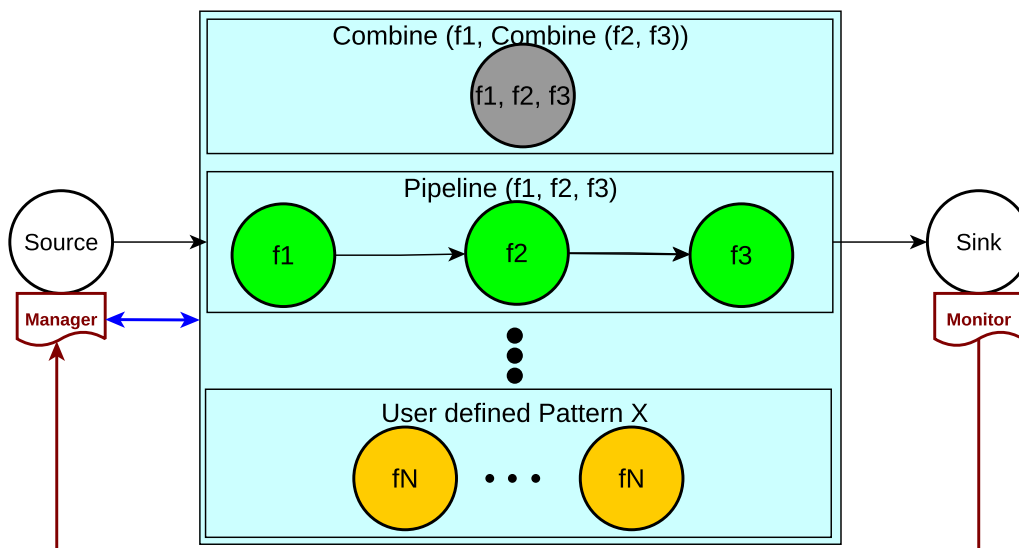 Combine (f1, Combine (f2, f3))
f1, f2, f3
Pipeline (f1, f2, f3)
Source
f1
f2
f3
Sink
Manager
Monitor
User defined Pattern X
fN
fN